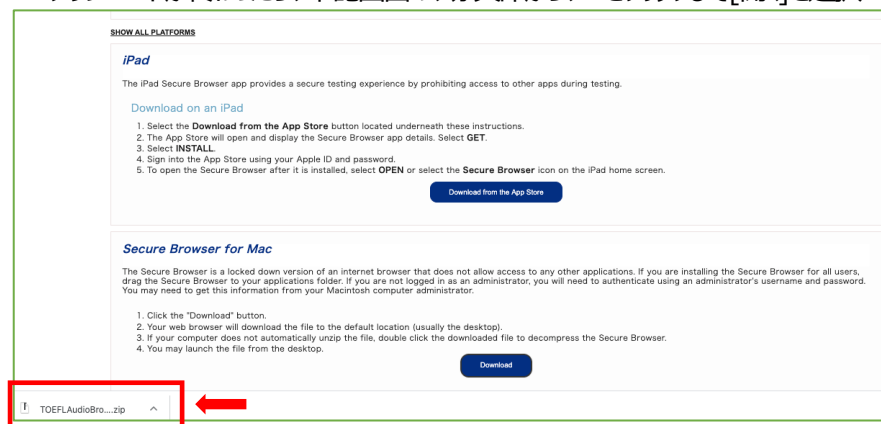 SHOW ALL PLATFORMS
iPad
The iPad Secure Browser app provides a secure testing experience by prohibiting access to other apps during testing.
Download on an iPad
1. Select the Download from the App Store button located underneath these instructions.
2. The App Store will open and display the Secure Browser app details. Select GET.
3. Select INSTALL.
4. Sign into the App Store using your Apple ID and password.
5. To open the Secure Browser after it is installed, select OPEN or select the Secure Browser icon on the iPad home screen.
Download from the App Store
Secure Browser for Mac
The Secure Browser is a locked down version of an internet browser that does not allow access to any other applications. If you are installing the Secure Browser for all users,
drag the Secure Browser to your applications folder. If you are not logged in as an administrator, you will need to authenticate using an administrator's username and password.
You may need to get this information from your Macintosh computer administrator.
1. Click the "Download" button.
2. Your web browser will download the file to the default location (usually the desktop).
3. If your computer does not automatically unzip the file, double click the downloaded file to decompress the Secure Browser.
4. You may launch the file from the desktop.
Download
TOEFLAudioBro....zip